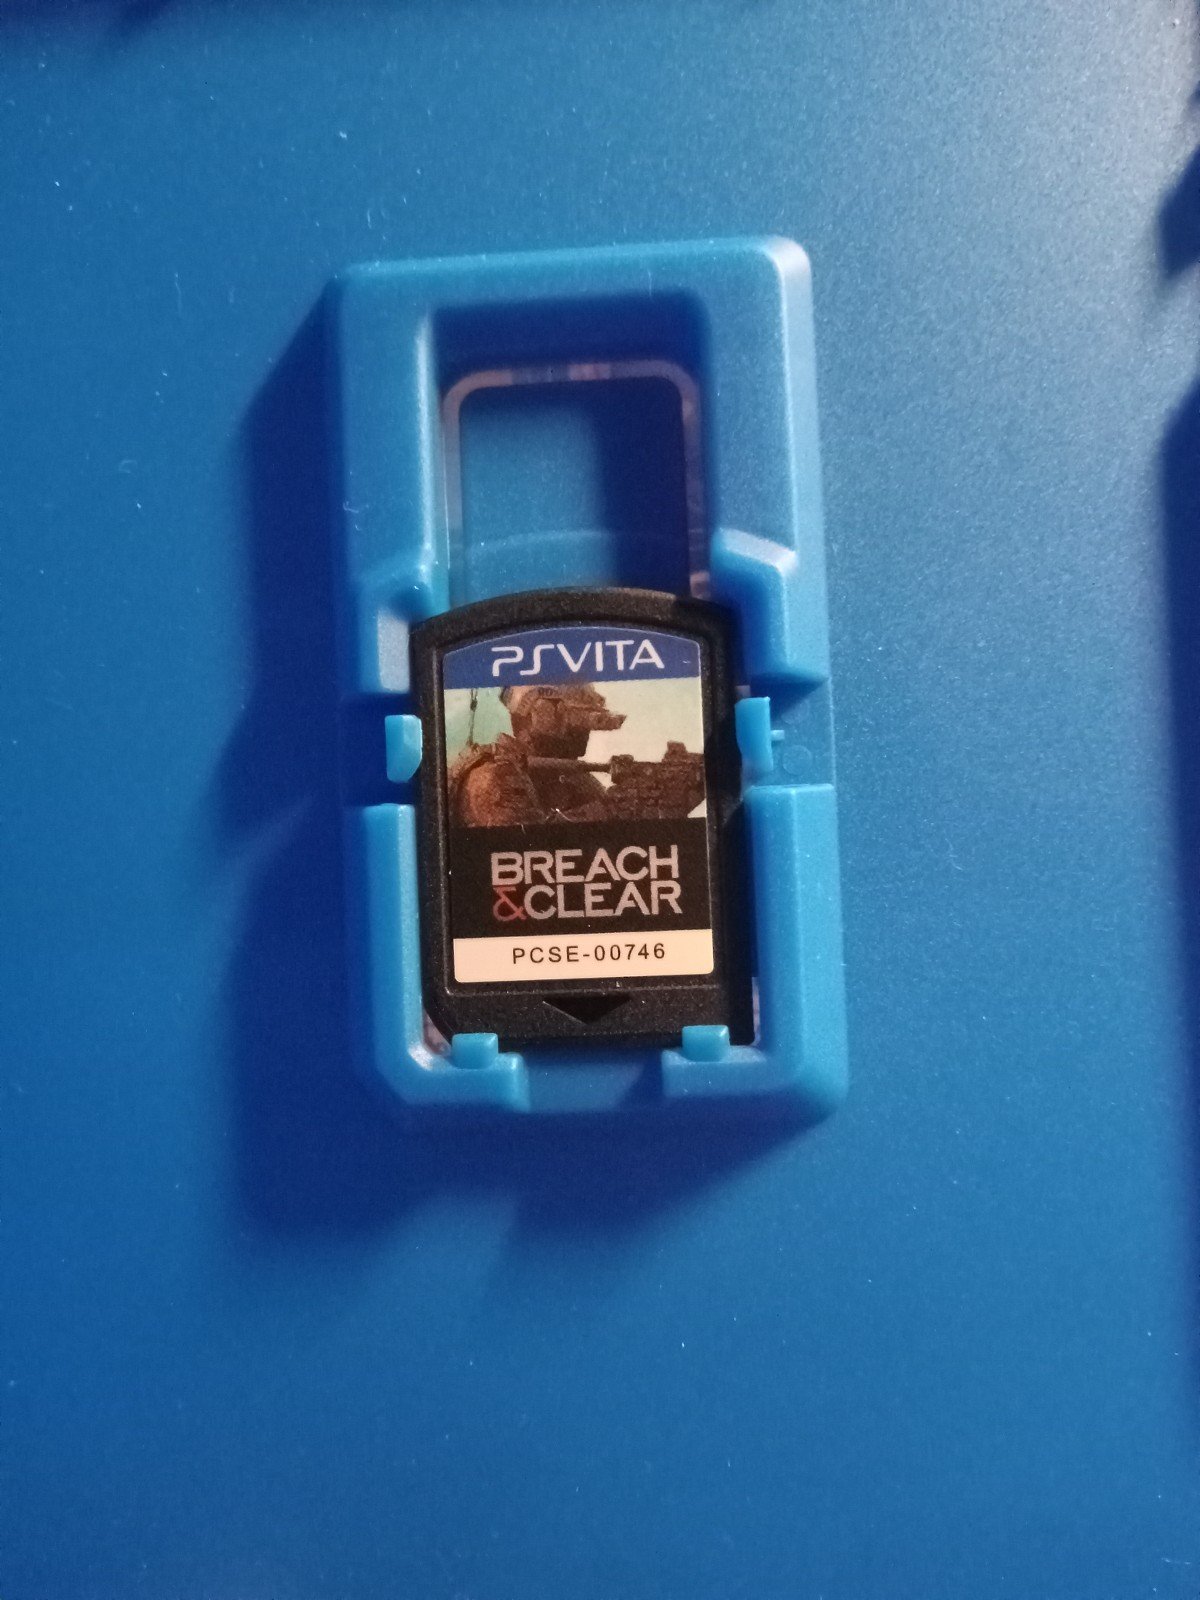 PSVITA
BREACH
&CLEAR
PCSE-00746